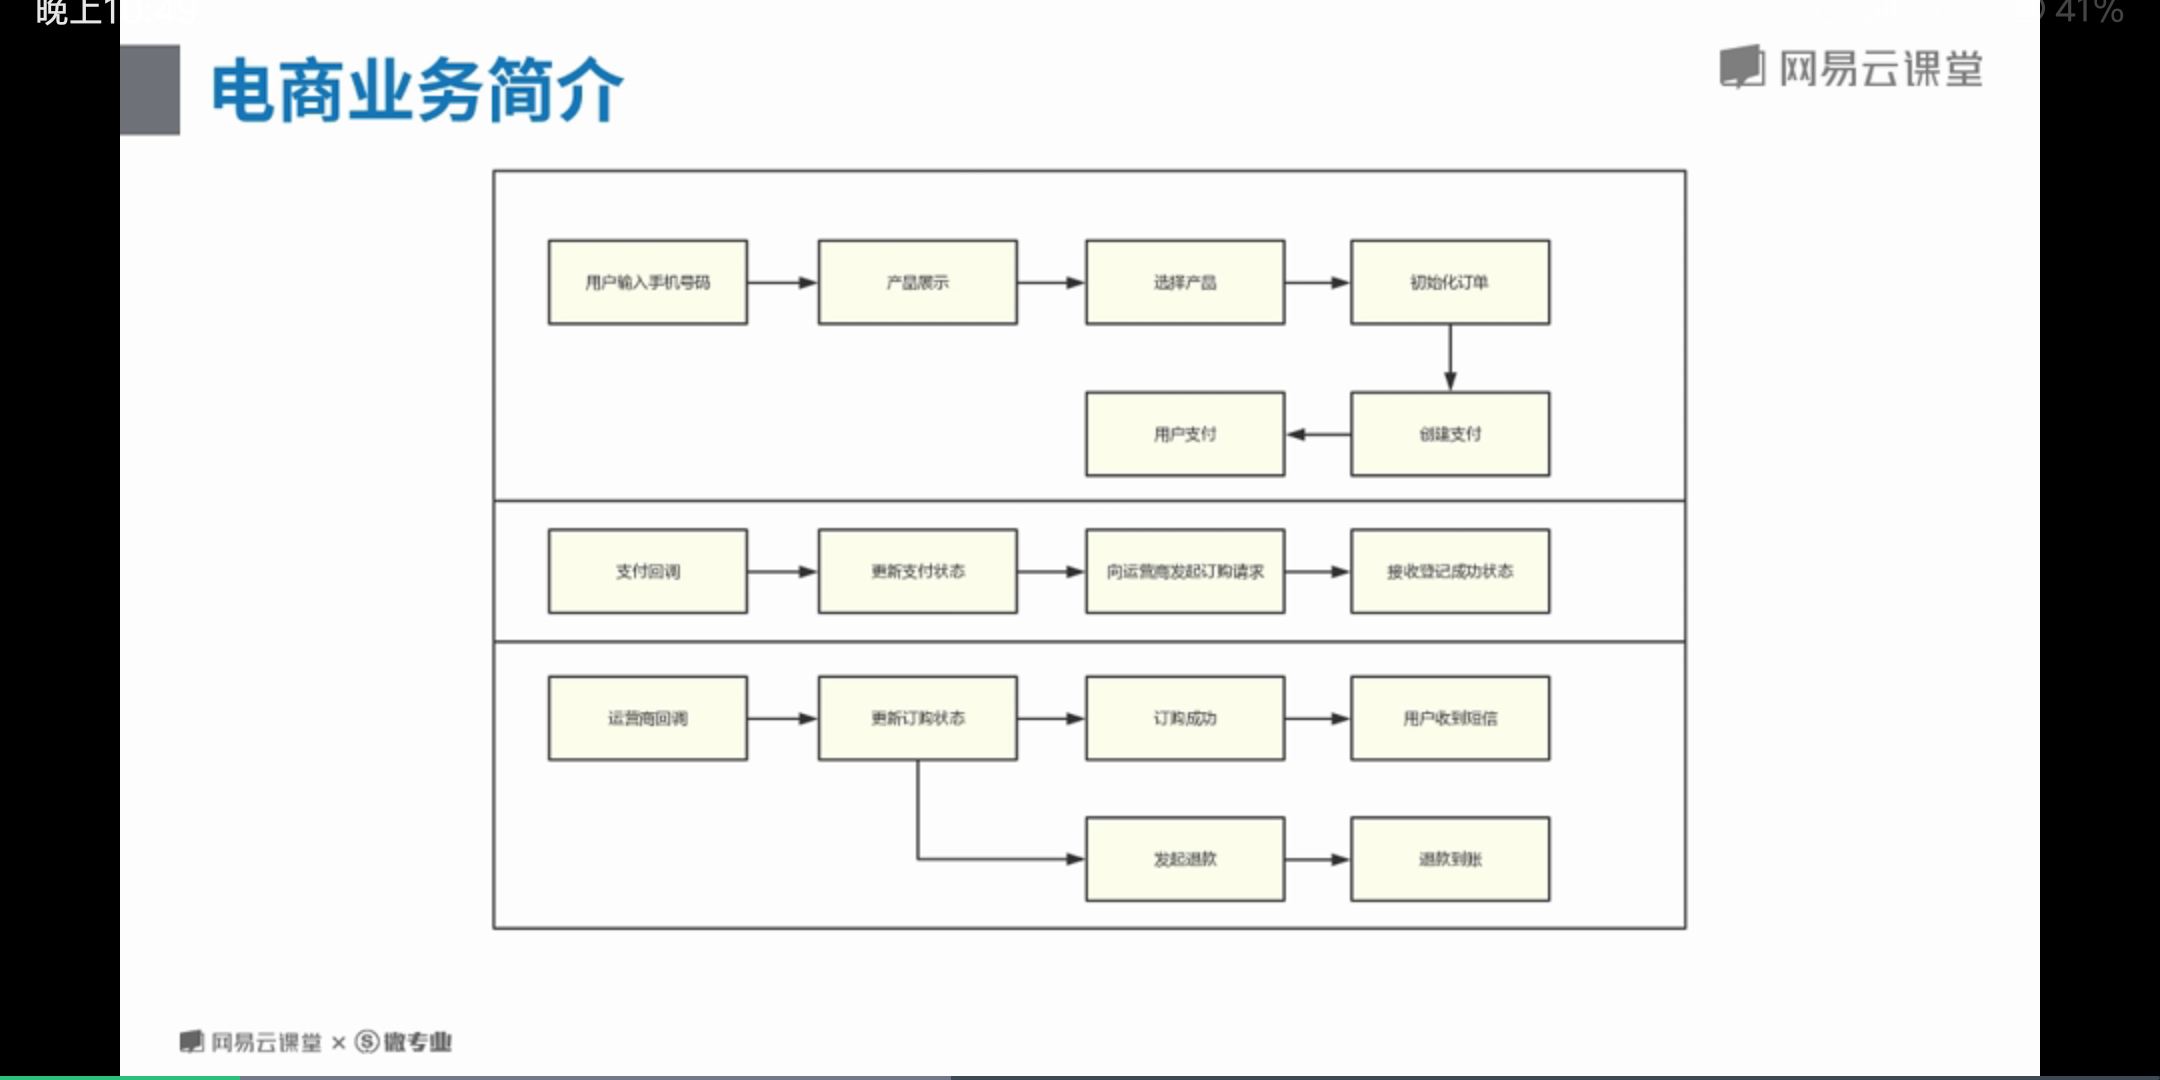 晚上10:49
41%
电商业务简介
网易云课堂
用户输入手机号码
产品展示
选择产品
初始化订单
用户支付
创建支付
支付回调
更新支付状态
向运营商发起订购请求
接收登记成功状态
运营商回调
更新订购状态
订购成功
用户收到短信
发起退款
退款到账
网易云课堂 × 微专业